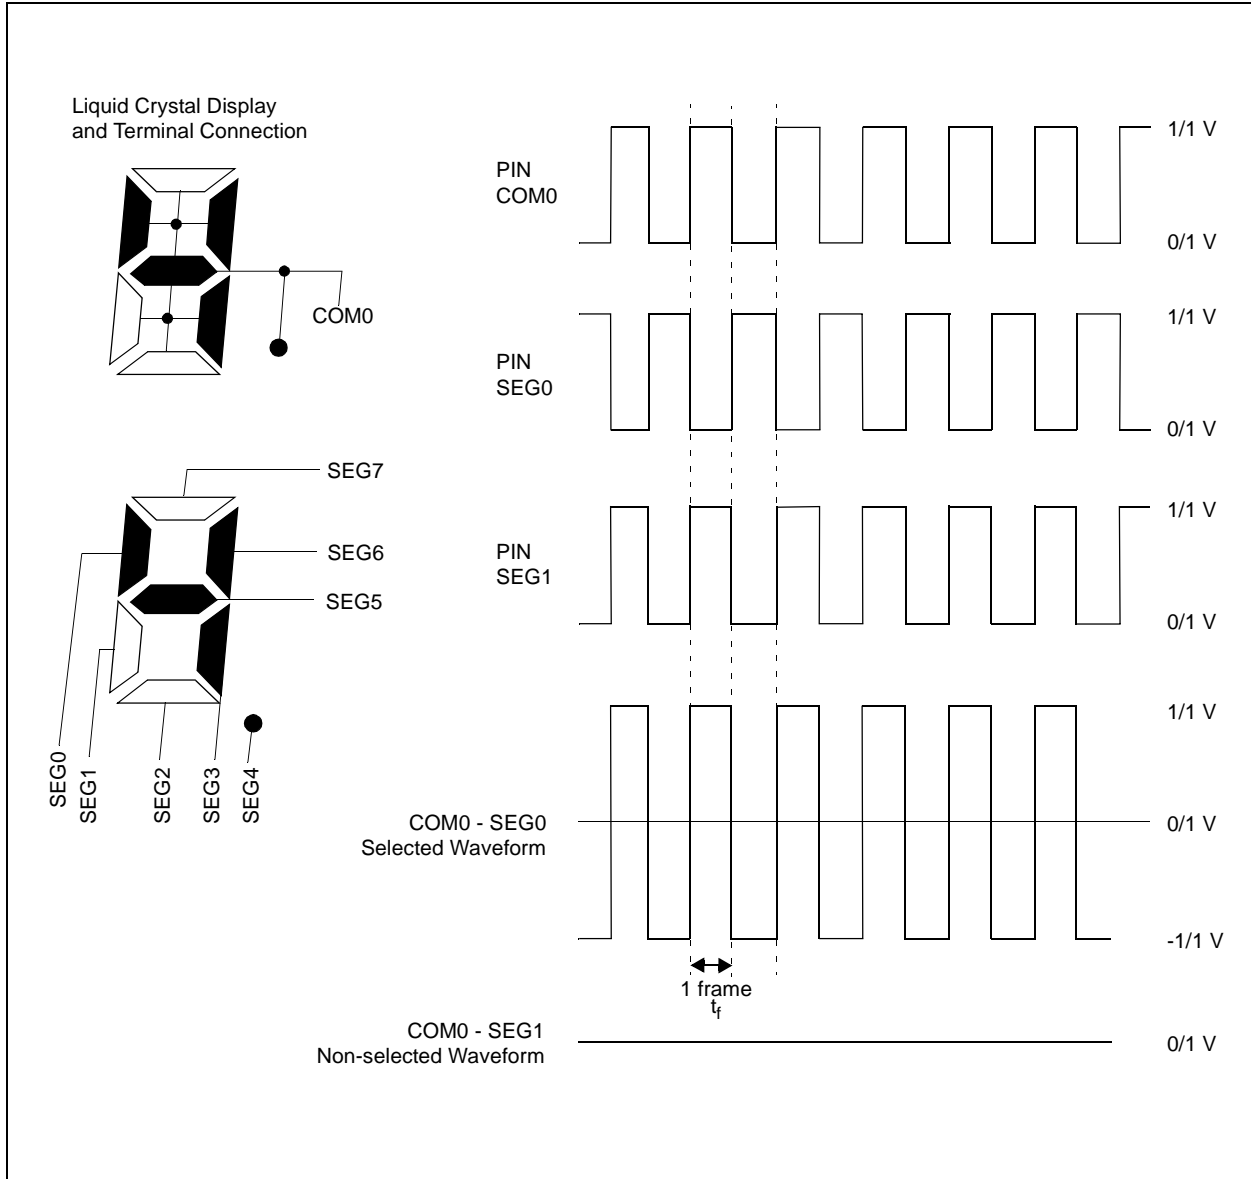 Liquid Crystal Display
and Terminal Connection
COM0
PIN
COM0
1/1 V
0/1 V
PIN
SEG0
1/1 V
0/1 V
SEG7
SEG6
SEG5
SEG0
SEG1
SEG2
SEG3
SEG4
PIN
SEG1
1/1 V
0/1 V
COM0 - SEG0
Selected Waveform
1/1 V
0/1 V
-1/1 V
1 frame
tf
COM0 - SEG1
Non-selected Waveform
0/1 V